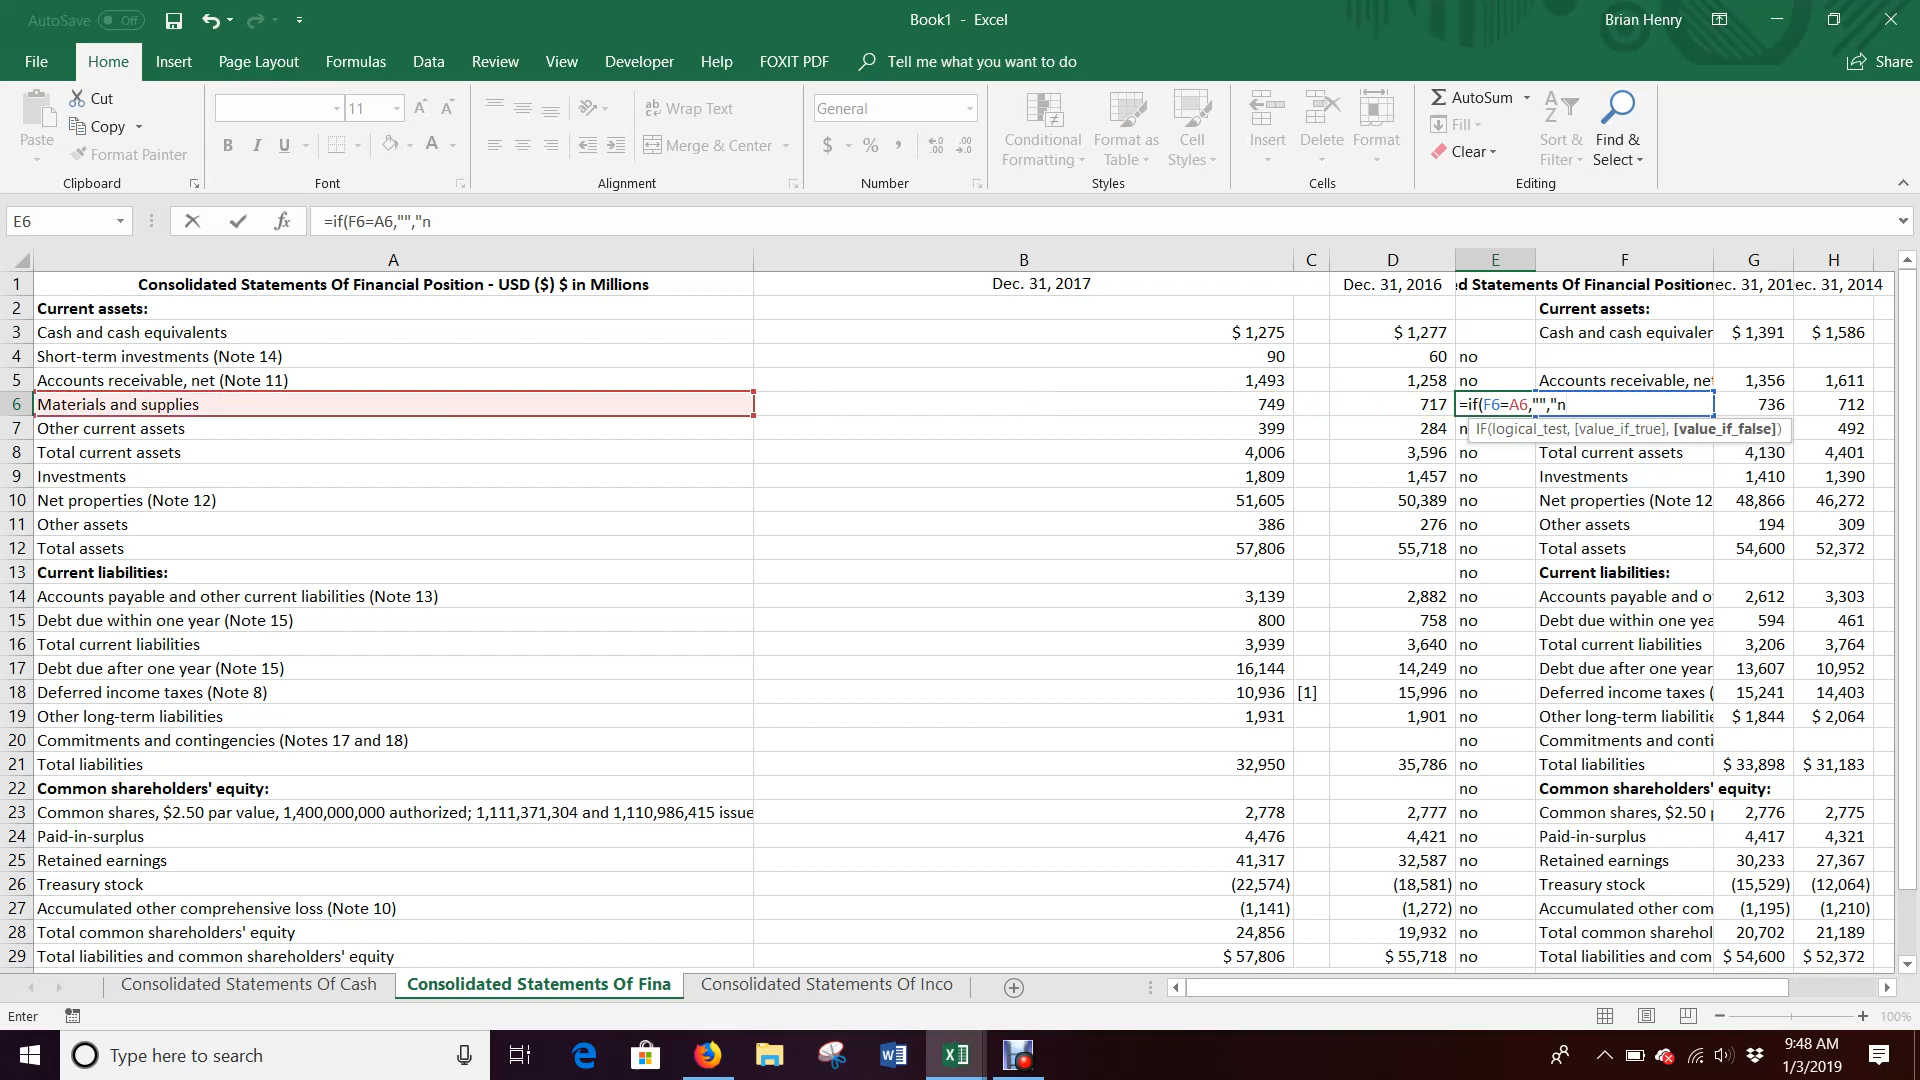 AutoSave Off
Book1 - Excel
Brian Henry
File Home Insert Page Layout Formulas Data Review View Developer Help FOXIT PDF Tell me what you want to do Share
Paste
Cut
Copy
Format Painter
Clipboard
11
B I U
Font
Wrap Text
Merge & Center
Alignment
General
$ % ,
Number
Conditional Formatting
Format as Table
Cell Styles
Styles
Insert Delete Format
Cells
AutoSum
Fill
Clear
Sort & Filter
Find & Select
Editing
E6 fx =if(F6=A6,"","n
A B C D E F G H
1 Consolidated Statements Of Financial Position - USD ($) $ in Millions Dec. 31, 2017 Dec. 31, 2016 d Statements Of Financial Position ec. 31, 201 ec. 31, 2014
2 Current assets: Current assets:
3 Cash and cash equivalents $ 1,275 $ 1,277 Cash and cash equivaler $ 1,391 $ 1,586
4 Short-term investments (Note 14) 90 60 no
5 Accounts receivable, net (Note 11) 1,493 1,258 no Accounts receivable, net 1,356 1,611
6 Materials and supplies 749 717 =if(F6=A6,"","n 736 712
7 Other current assets 399 284 n IF(logical_test, [value_if_true], [value_if_false]) 492
8 Total current assets 4,006 3,596 no Total current assets 4,130 4,401
9 Investments 1,809 1,457 no Investments 1,410 1,390
10 Net properties (Note 12) 51,605 50,389 no Net properties (Note 12 48,866 46,272
11 Other assets 386 276 no Other assets 194 309
12 Total assets 57,806 55,718 no Total assets 54,600 52,372
13 Current liabilities: no Current liabilities:
14 Accounts payable and other current liabilities (Note 13) 3,139 2,882 no Accounts payable and o 2,612 3,303
15 Debt due within one year (Note 15) 800 758 no Debt due within one yea 594 461
16 Total current liabilities 3,939 3,640 no Total current liabilities 3,206 3,764
17 Debt due after one year (Note 15) 16,144 14,249 no Debt due after one year 13,607 10,952
18 Deferred income taxes (Note 8) 10,936 [1] 15,996 no Deferred income taxes ( 15,241 14,403
19 Other long-term liabilities 1,931 1,901 no Other long-term liabilitie $ 1,844 $ 2,064
20 Commitments and contingencies (Notes 17 and 18) no Commitments and conti
21 Total liabilities 32,950 35,786 no Total liabilities $ 33,898 $ 31,183
22 Common shareholders' equity: no Common shareholders' equity:
23 Common shares, $2.50 par value, 1,400,000,000 authorized; 1,111,371,304 and 1,110,986,415 issue 2,778 2,777 no Common shares, $2.50 p 2,776 2,775
24 Paid-in-surplus 4,476 4,421 no Paid-in-surplus 4,417 4,321
25 Retained earnings 41,317 32,587 no Retained earnings 30,233 27,367
26 Treasury stock (22,574) (18,581) no Treasury stock (15,529) (12,064)
27 Accumulated other comprehensive loss (Note 10) (1,141) (1,272) no Accumulated other com (1,195) (1,210)
28 Total common shareholders' equity 24,856 19,932 no Total common sharehol 20,702 21,189
29 Total liabilities and common shareholders' equity $ 57,806 $ 55,718 no Total liabilities and com $ 54,600 $ 52,372
Consolidated Statements Of Cash Consolidated Statements Of Fina Consolidated Statements Of Inco
Enter 100%
Type here to search
9:48 AM
1/3/2019